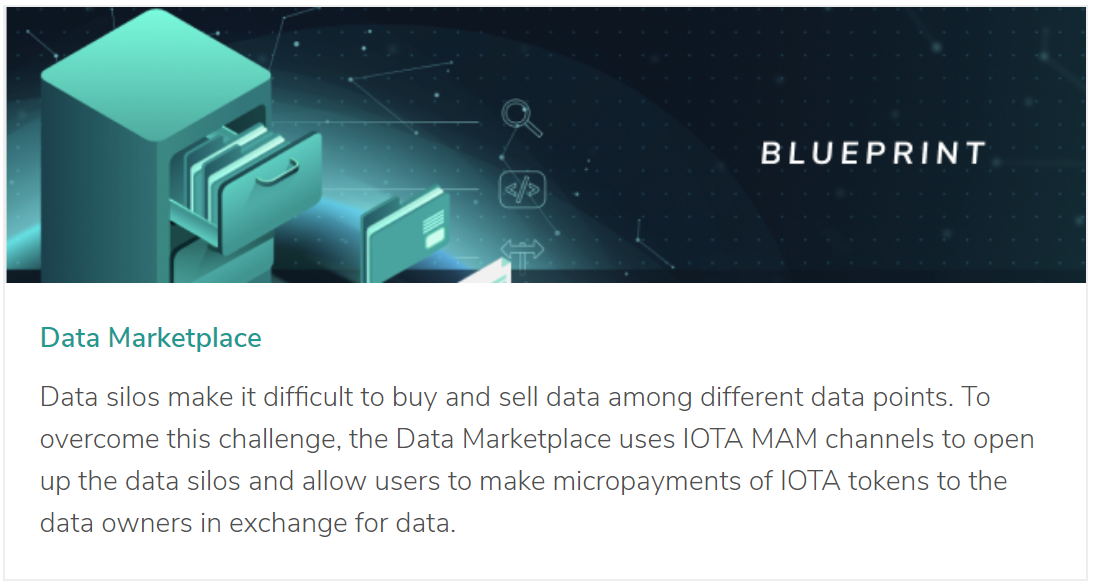 BLUEPRINT
</>
Data Marketplace
Data silos make it difficult to buy and sell data among different data points. To
overcome this challenge, the Data Marketplace uses IOTA MAM channels to open
up the data silos and allow users to make micropayments of IOTA tokens to the
data owners in exchange for data.